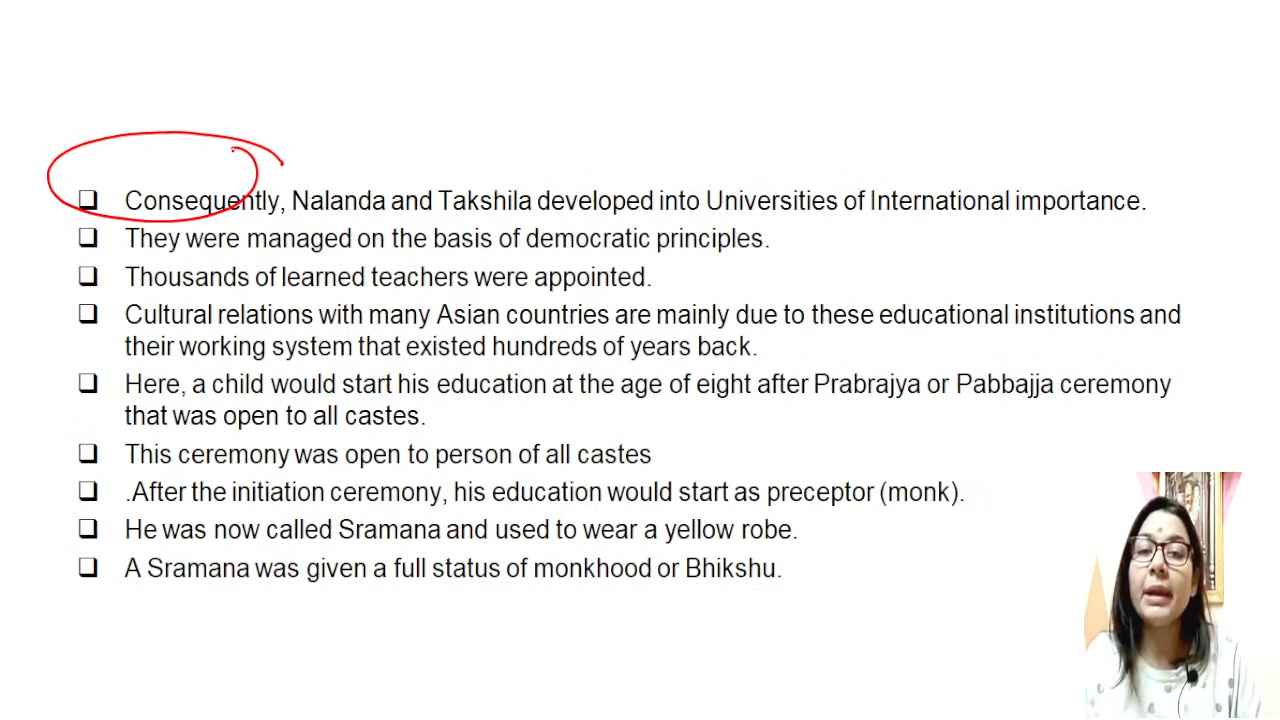 ❑ Consequently, Nalanda and Takshila developed into Universities of International importance.
❑ They were managed on the basis of democratic principles.
❑ Thousands of learned teachers were appointed.
❑ Cultural relations with many Asian countries are mainly due to these educational institutions and
their working system that existed hundreds of years back.
❑ Here, a child would start his education at the age of eight after Prabrajya or Pabbajja ceremony
that was open to all castes.
❑ This ceremony was open to person of all castes
❑ .After the initiation ceremony, his education would start as preceptor (monk).
❑ He was now called Sramana and used to wear a yellow robe.
❑ A Sramana was given a full status of monkhood or Bhikshu.